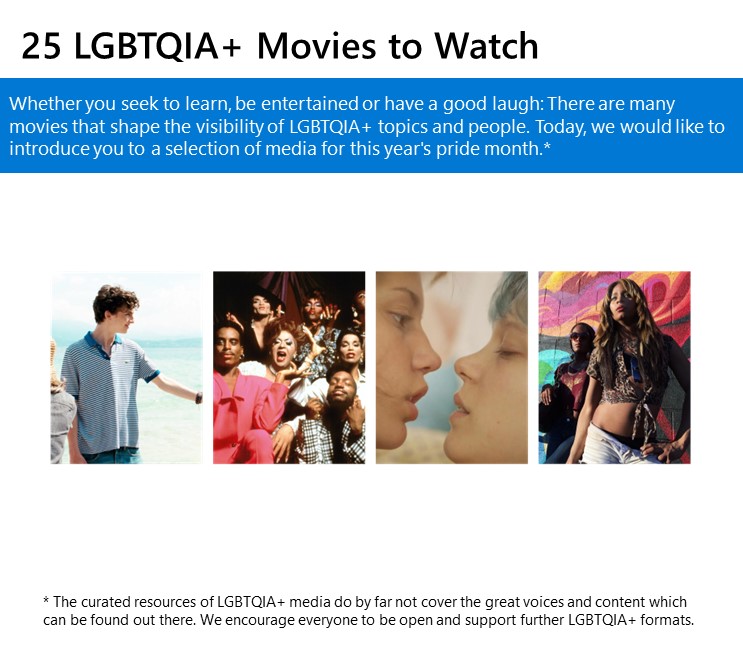 25 LGBTQIA+ Movies to Watch
Whether you seek to learn, be entertained or have a good laugh: There are many
movies that shape the visibility of LGBTQIA+ topics and people. Today, we would like to
introduce you to a selection of media for this year's pride month.*
* The curated resources of LGBTQIA+ media do by far not cover the great voices and content which
can be found out there. We encourage everyone to be open and support further LGBTQIA+ formats.